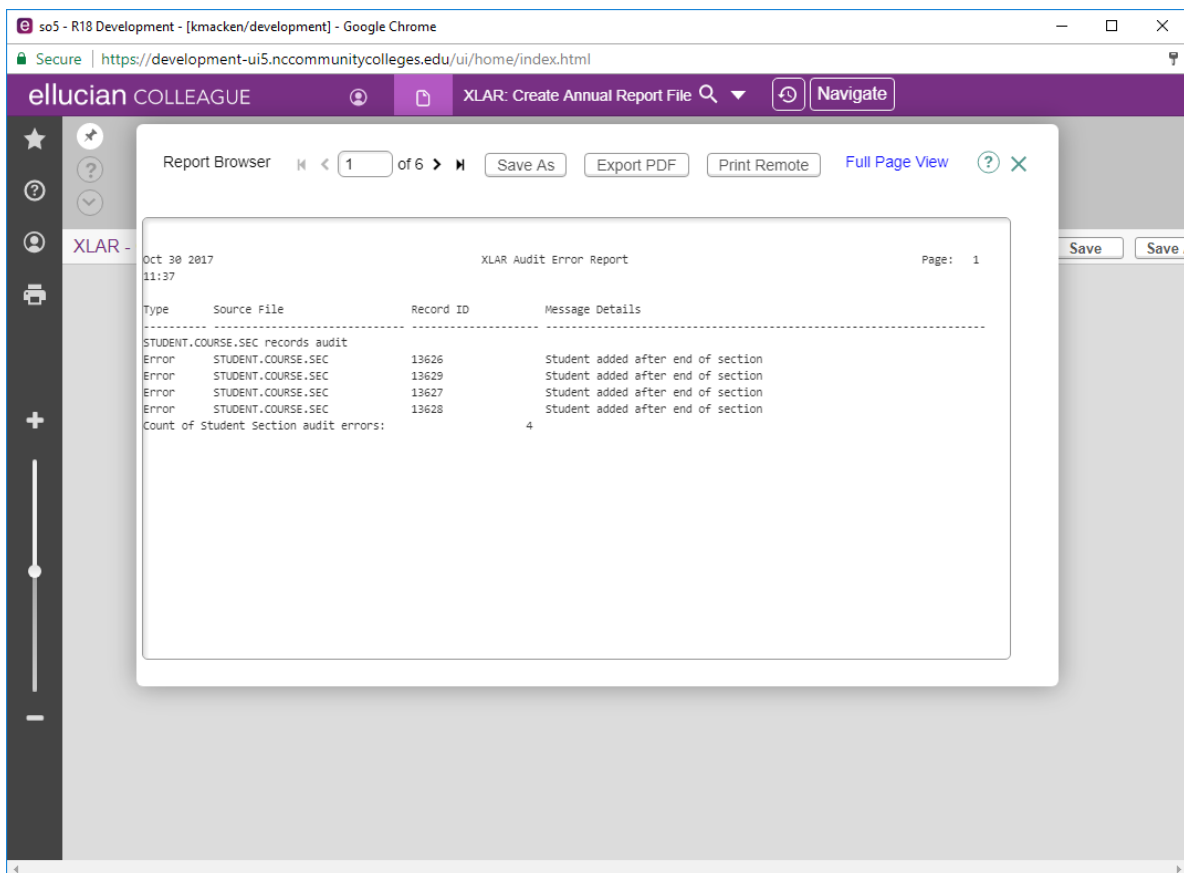 so5 - R18 Development - [kmacken/development] - Google Chrome
Secure | https://development-ui5.nccommunitycolleges.edu/ui/home/index.html
ellucian COLLEAGUE XLAR: Create Annual Report File Navigate
Report Browser 1 of 6 Save As Export PDF Print Remote Full Page View ?
XLAR - Save Save
Oct 30 2017 XLAR Audit Error Report Page: 1
11:37
Type Source File Record ID Message Details
---------- ------------------------------ -------------------- ---------------------------------------------------------------------
STUDENT.COURSE.SEC records audit
Error STUDENT.COURSE.SEC 13626 Student added after end of section
Error STUDENT.COURSE.SEC 13629 Student added after end of section
Error STUDENT.COURSE.SEC 13627 Student added after end of section
Error STUDENT.COURSE.SEC 13628 Student added after end of section
Count of Student Section audit errors: 4